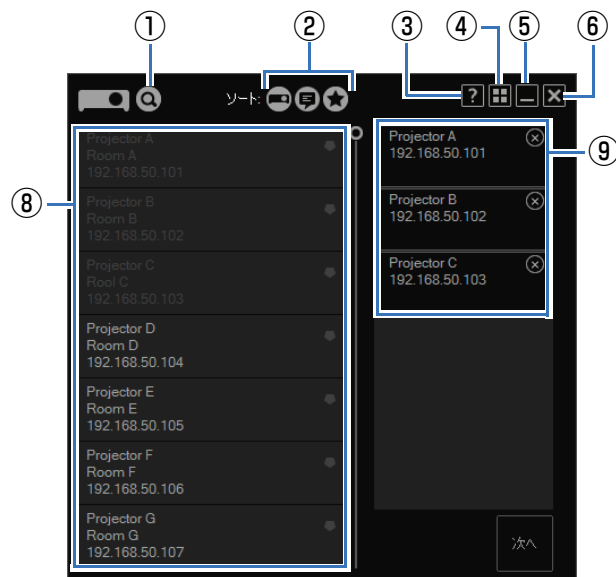 ① ② ③ ④ ⑤ ⑥
ソート: ?
Projector A
Room A
192.168.50.101
Projector B
Room B
192.168.50.102
Projector C
Rool C
192.168.50.103
Projector D
Room D
192.168.50.104
Projector E
Room E
192.168.50.105
Projector F
Room F
192.168.50.106
Projector G
Room G
192.168.50.107
⑧
Projector A
192.168.50.101
Projector B
192.168.50.102
Projector C
192.168.50.103
⑨
次へ